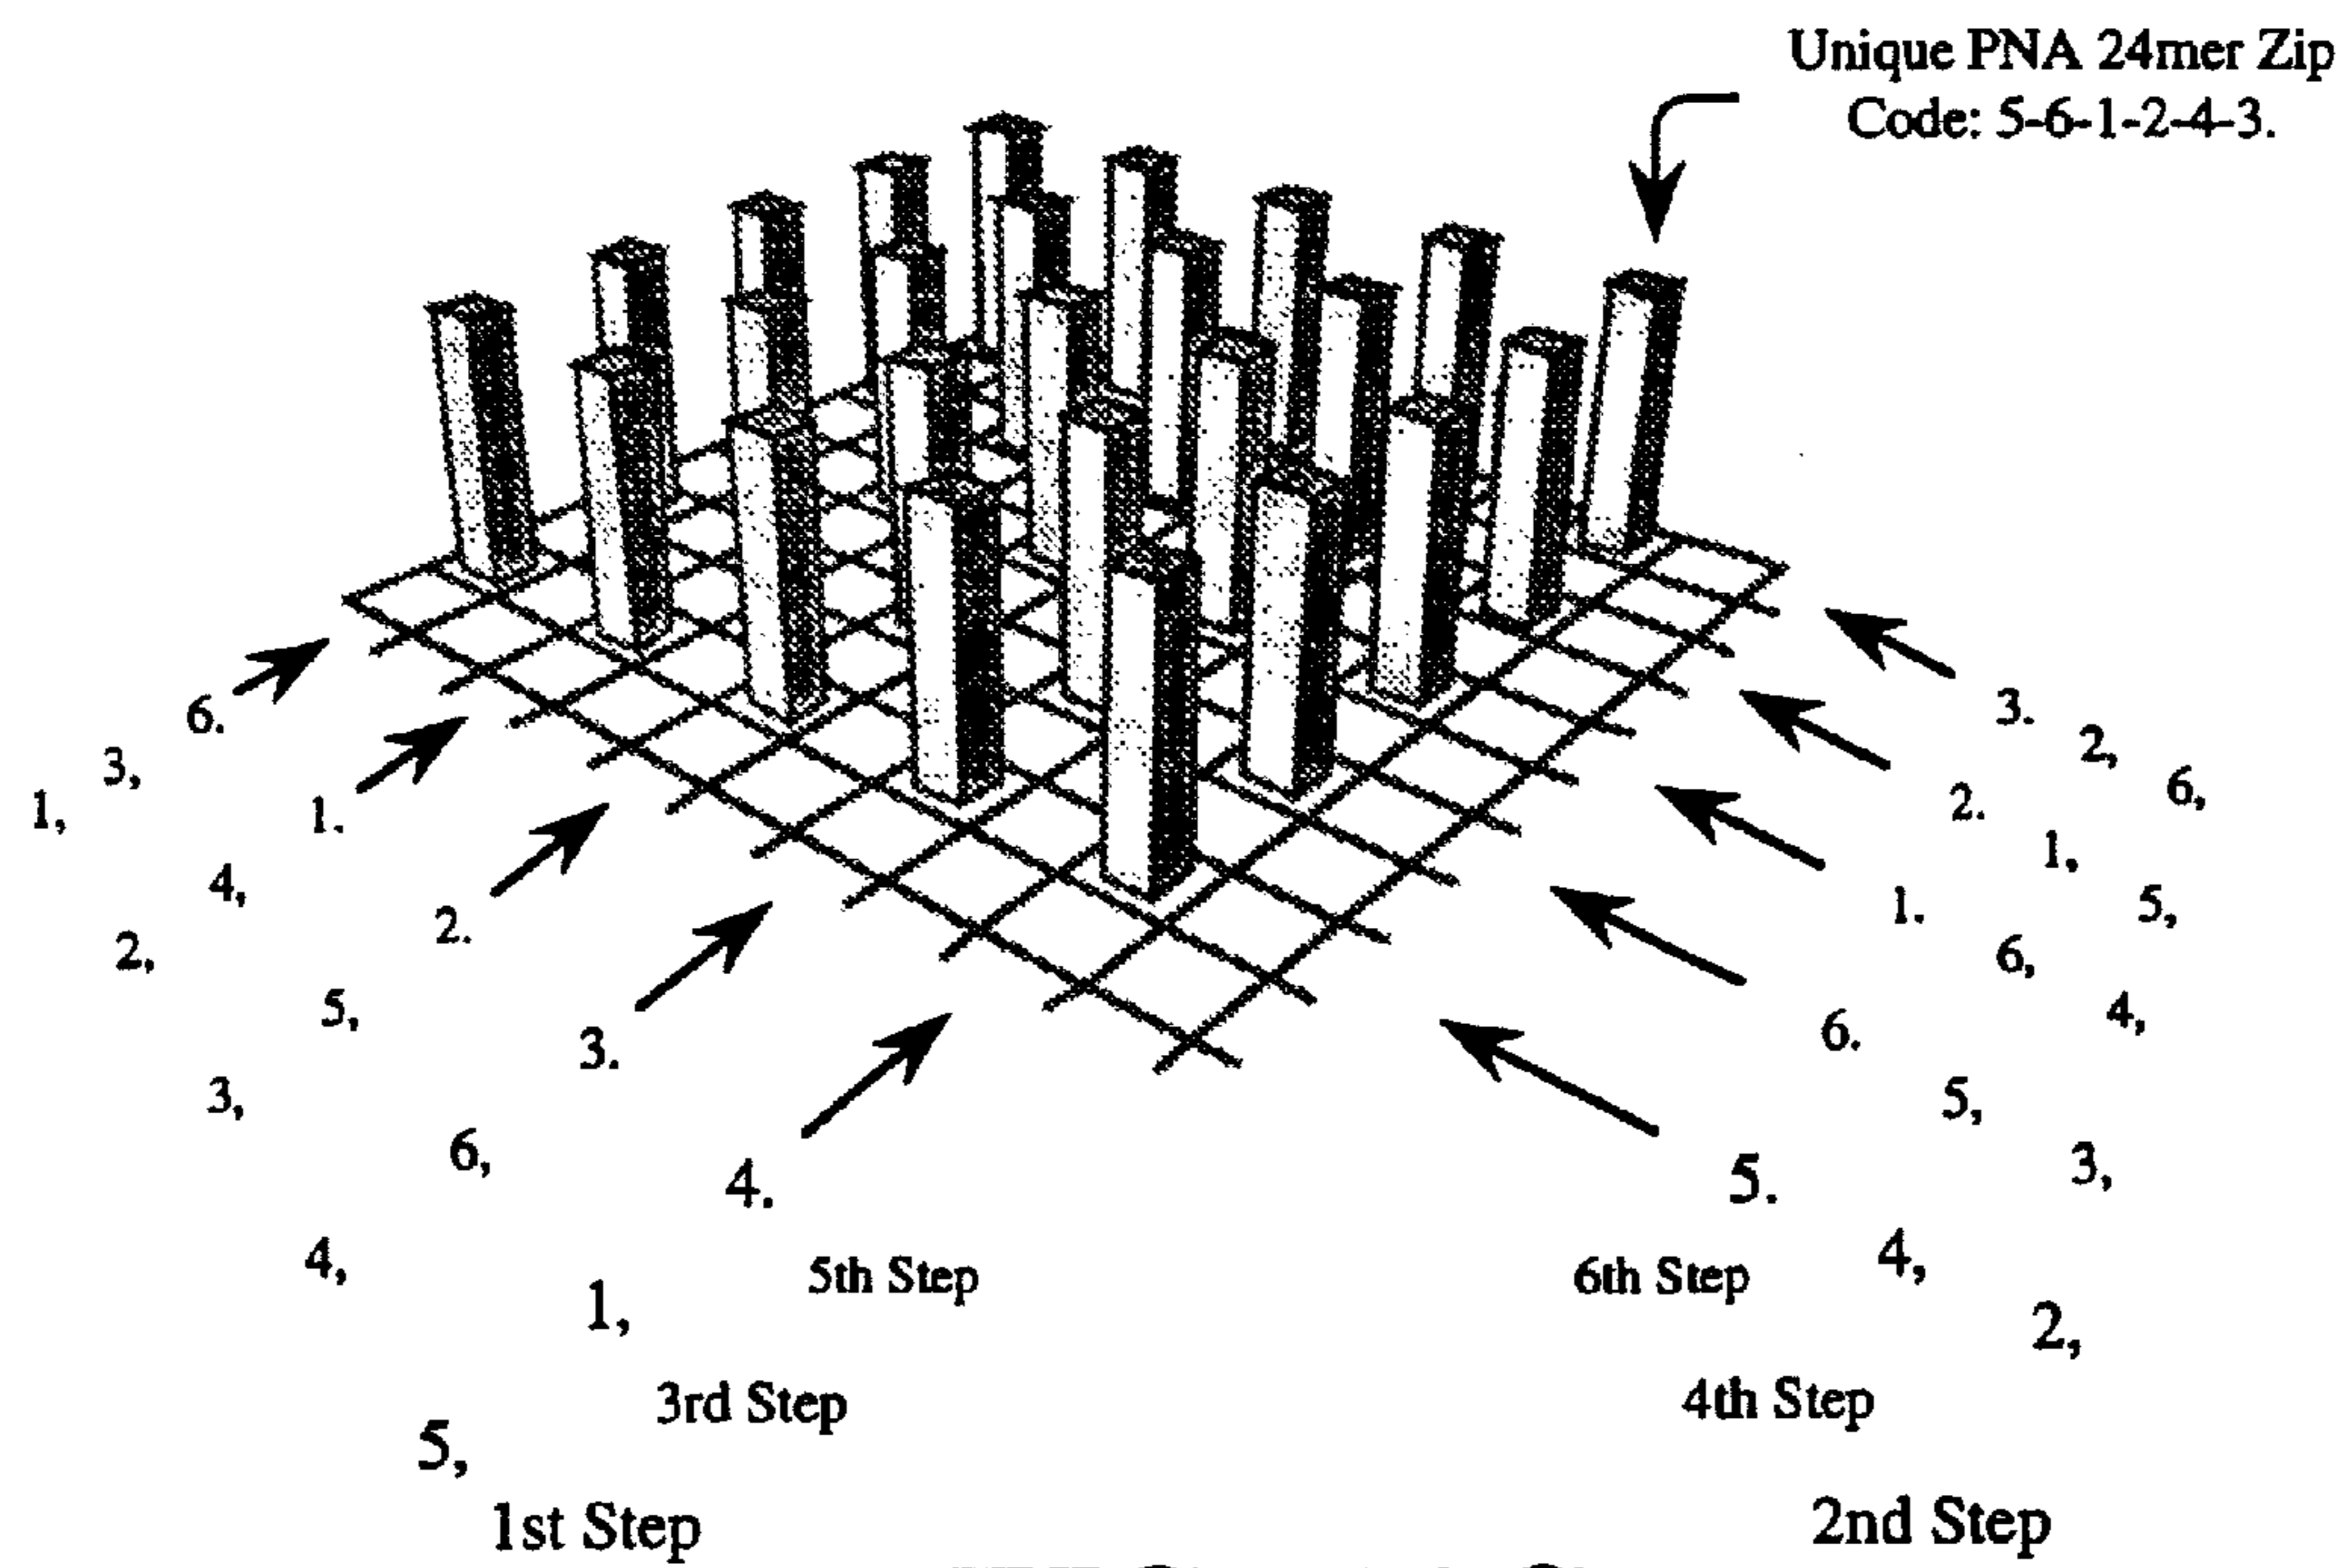 Unique PNA 24mer Zip
Code: 5-6-1-2-4-3.
1, 3, 6.
2, 4, 1.
3, 5, 2.
4, 6, 3.
5, 1, 4.
3. 2, 6,
2. 1, 5,
1. 6, 4,
6. 5, 3,
5. 4, 2,
5th Step
6th Step
3rd Step
4th Step
1st Step
2nd Step